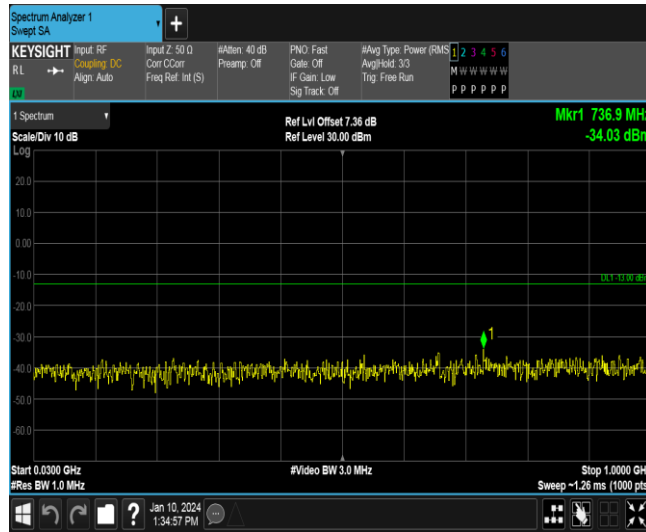 Spectrum Analyzer 1
Swept SA
+
KEYSIGHT Input: RF Input Z: 50 Ω #Atten: 40 dB PNO: Fast #Avg Type: Power (RMS 1 2 3 4 5 6
RL Coupling: DC Corr CCorr Preamp: Off Gate: Off Avg|Hold: 3/3 M W W W W W
Align: Auto Freq Ref: Int (S) IF Gain: Low Trig: Free Run
LXI Sig Track: Off P P P P P P
1 Spectrum Ref Lvl Offset 7.36 dB Mkr1 736.9 MHz
Scale/Div 10 dB Ref Level 30.00 dBm -34.03 dBm
Log
20.0
10.0
0.00
-10.0
DL1 -13.00 dBm
-20.0
1
-30.0
-40.0
-50.0
-60.0
Start 0.0300 GHz #Video BW 3.0 MHz Stop 1.0000 GH
#Res BW 1.0 MHz Sweep ~1.26 ms (1000 pts
? Jan 10, 2024
1:34:57 PM